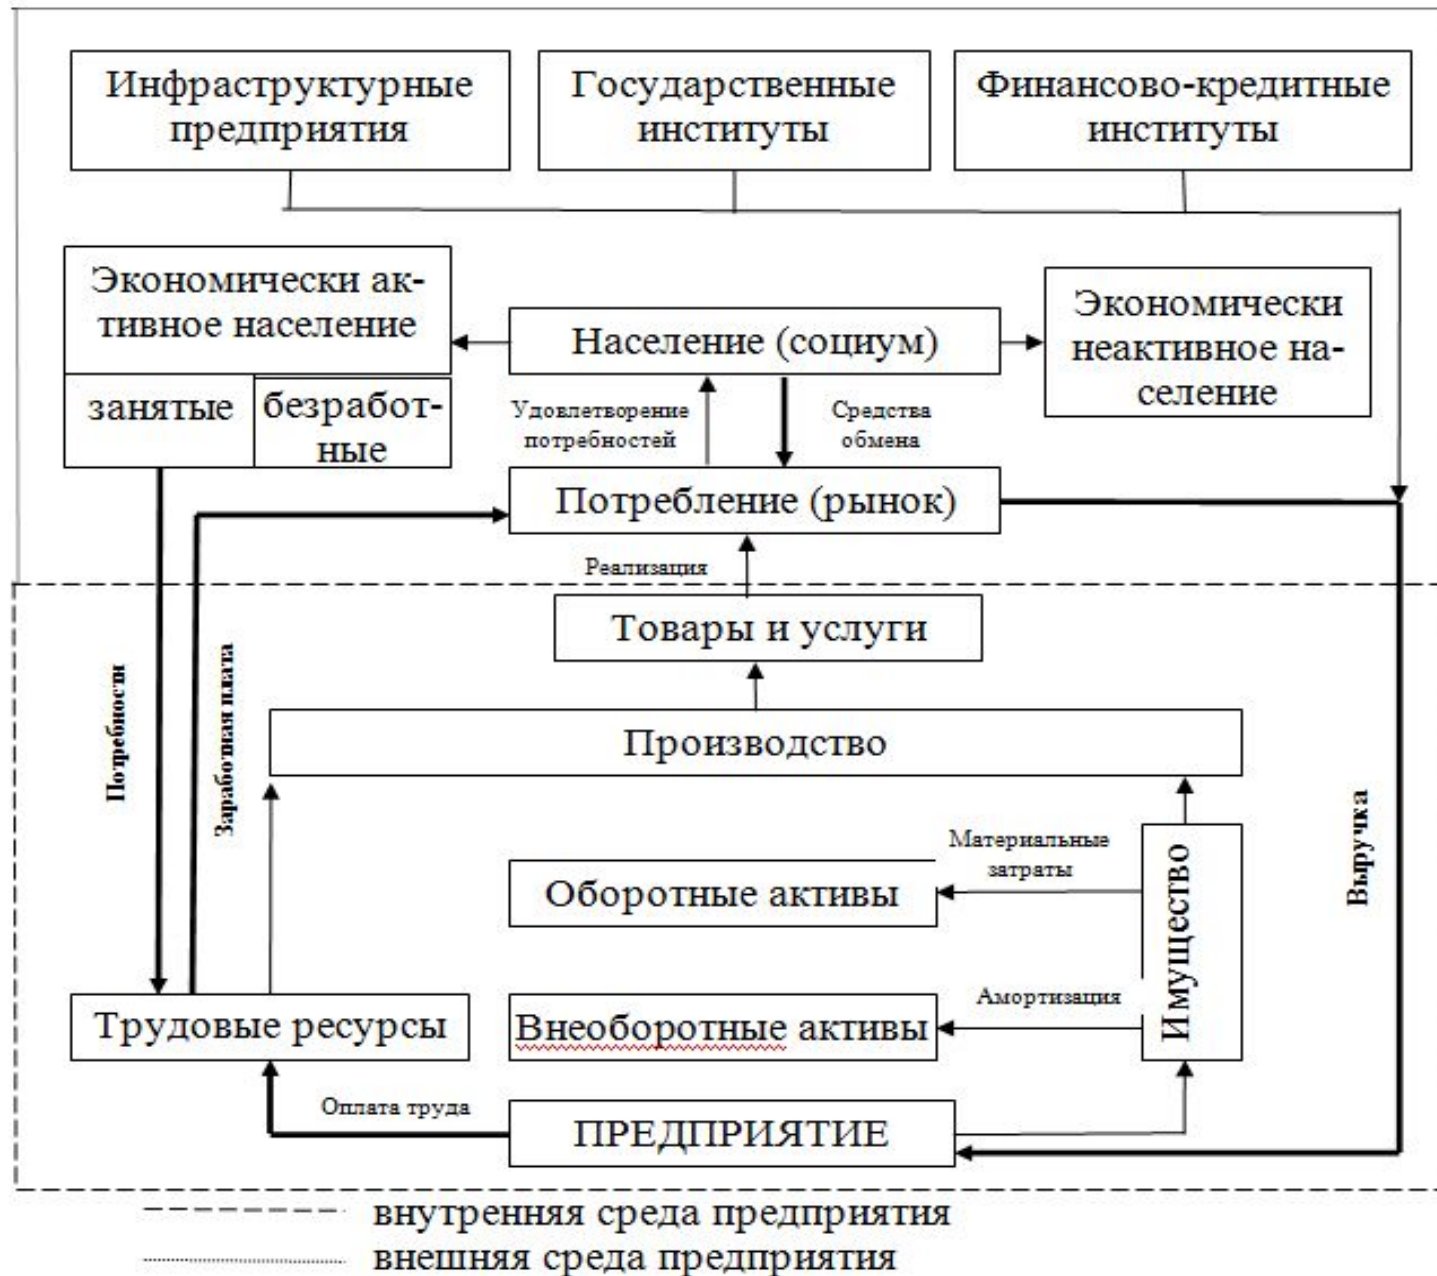 Инфраструктурные
предприятия
Государственные
институты
Финансово-кредитные
институты
Экономически ак-
тивное население
занятые
безработ-
ные
Население (социум)
Экономически
неактивное на-
селение
Удовлетворение
потребностей
Средства
обмена
Потребление (рынок)
Реализация
Товары и услуги
Потребности
Заработная плата
Производство
Выручка
Материальные
затраты
Оборотные активы
Имущество
Амортизация
Трудовые ресурсы
Внеоборотные активы
Оплата труда
ПРЕДПРИЯТИЕ
внутренняя среда предприятия
внешняя среда предприятия